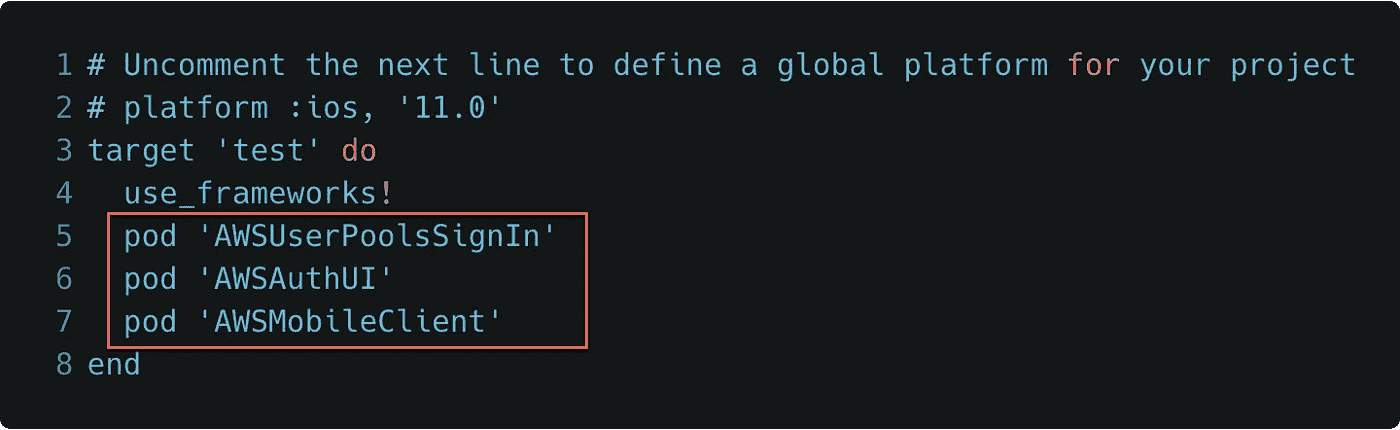 1 # Uncomment the next line to define a global platform for your project
2 # platform :ios, '11.0'
3 target 'test' do
4   use_frameworks!
5   pod 'AWSUserPoolsSignIn'
6   pod 'AWSAuthUI'
7   pod 'AWSMobileClient'
8 end